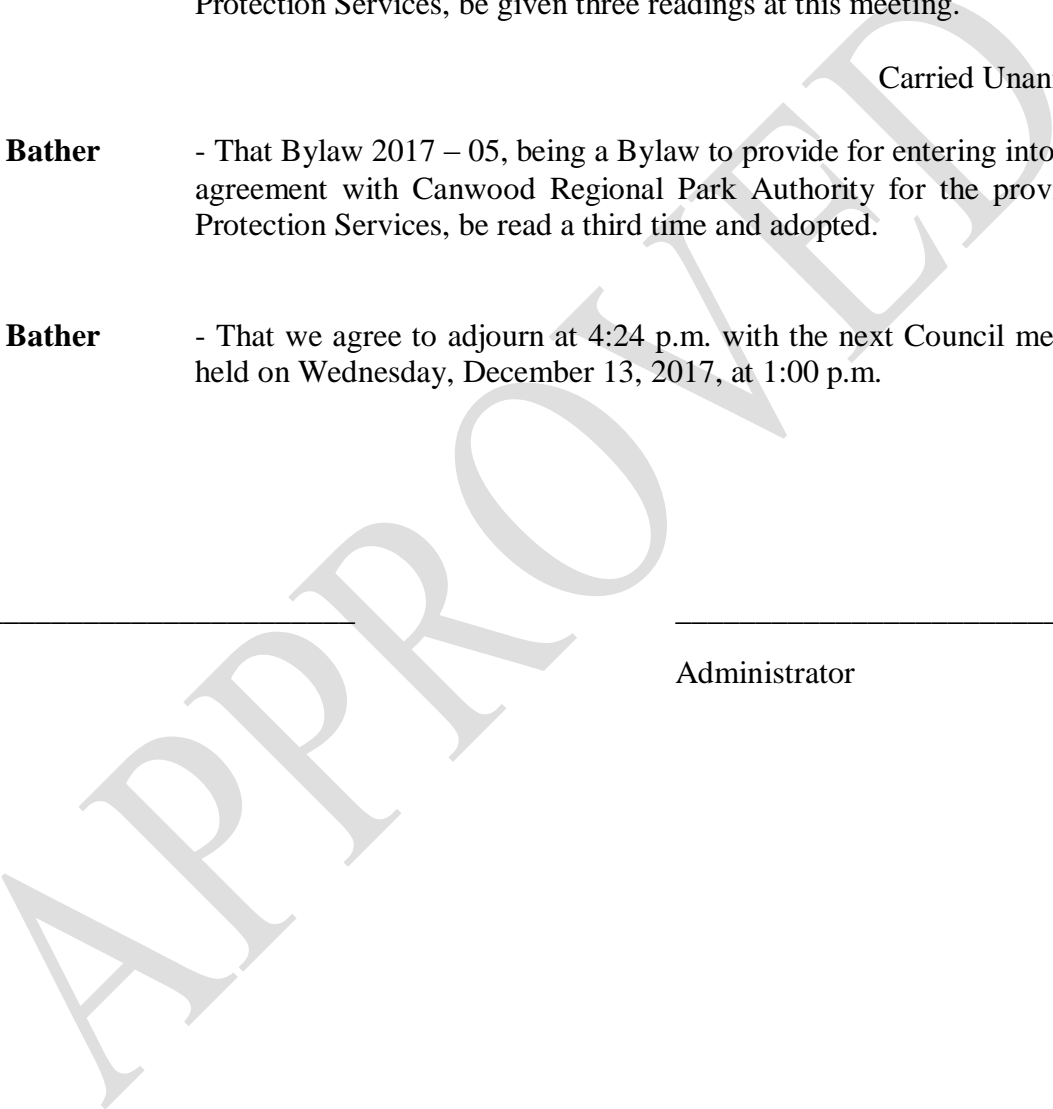 Protection Services, be given three readings at this meeting.
Carried
Bather - That Bylaw 2017 – 05, being a Bylaw to provide for entering into
agreement with Canwood Regional Park Authority for the
Protection Services, be read a third time and adopted.
Bather - That we agree to adjourn at 4:24 p.m. with the next Council
held on Wednesday, December 13, 2017, at 1:00 p.m.
Administrator
APPROVED